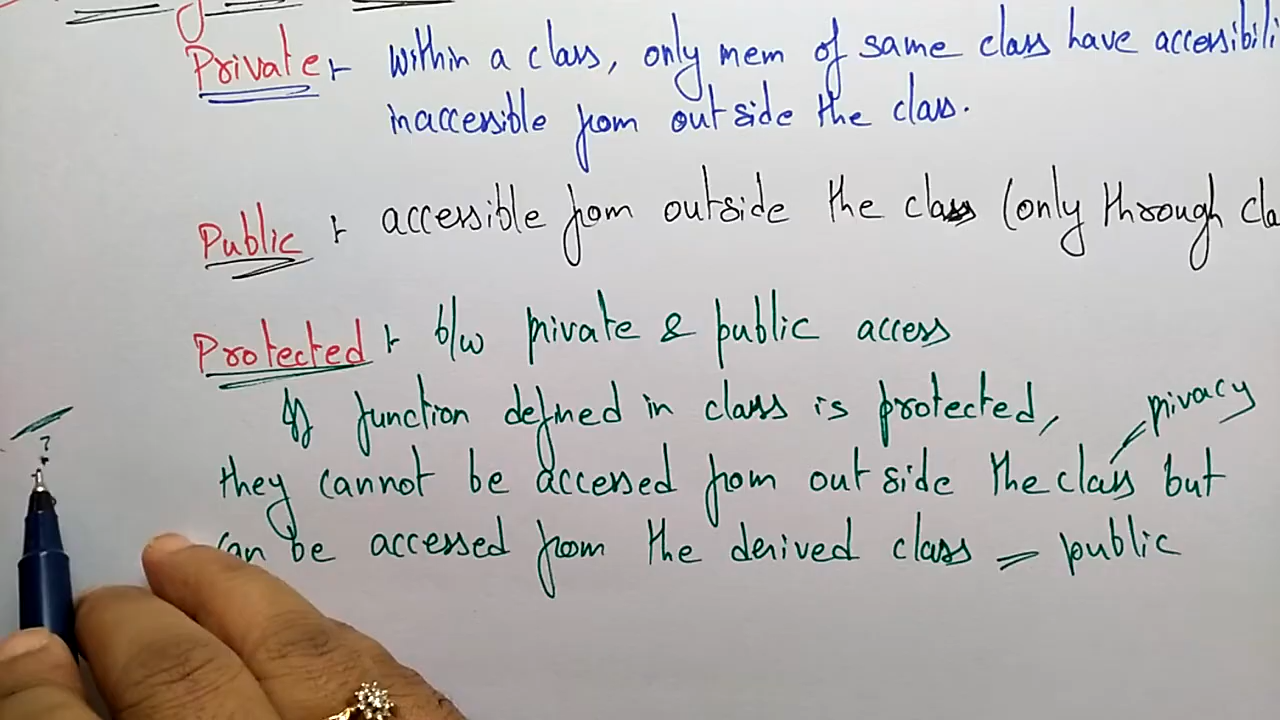 Private :- within a class, only mem of same class have accessibili
inaccessible from outside the class.
Public :- accessible from outside the class (only through cla
Protected :- b/w private & public access
If function defined in class is protected,
privacy
they cannot be accessed from outside the class but
can be accessed from the derived class = public